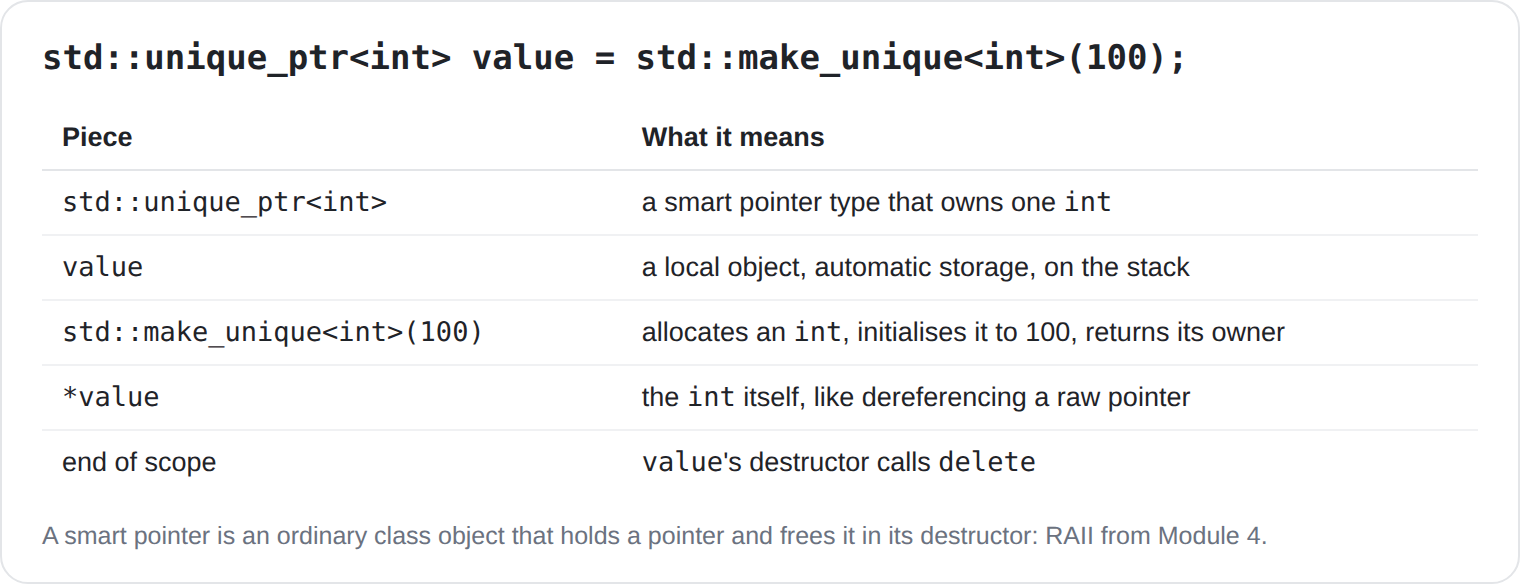 std::unique_ptr<int> value = std::make_unique<int>(100);
Piece What it means
std::unique_ptr<int> a smart pointer type that owns one int
value a local object, automatic storage, on the stack
std::make_unique<int>(100) allocates an int, initialises it to 100, returns its owner
*value the int itself, like dereferencing a raw pointer
end of scope value's destructor calls delete
A smart pointer is an ordinary class object that holds a pointer and frees it in its destructor: RAII from Module 4.